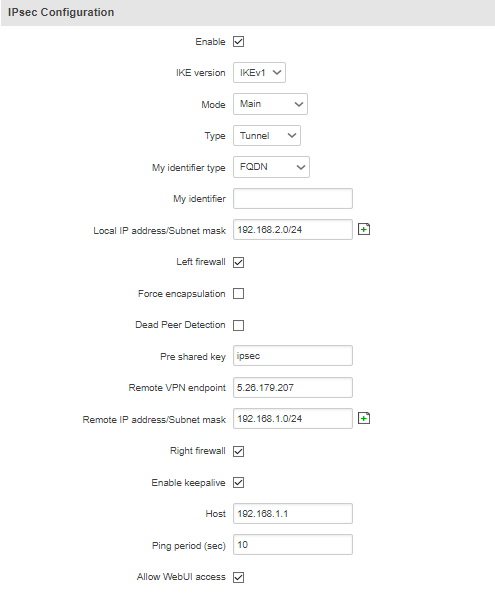 IPsec Configuration
Enable
IKE version IKEv1
Mode Main
Type Tunnel
My identifier type FQDN
My identifier
Local IP address/Subnet mask 192.168.2.0/24
Left firewall
Force encapsulation
Dead Peer Detection
Pre shared key ipsec
Remote VPN endpoint 5.26.179.207
Remote IP address/Subnet mask 192.168.1.0/24
Right firewall
Enable keepalive
Host 192.168.1.1
Ping period (sec) 10
Allow WebUI access